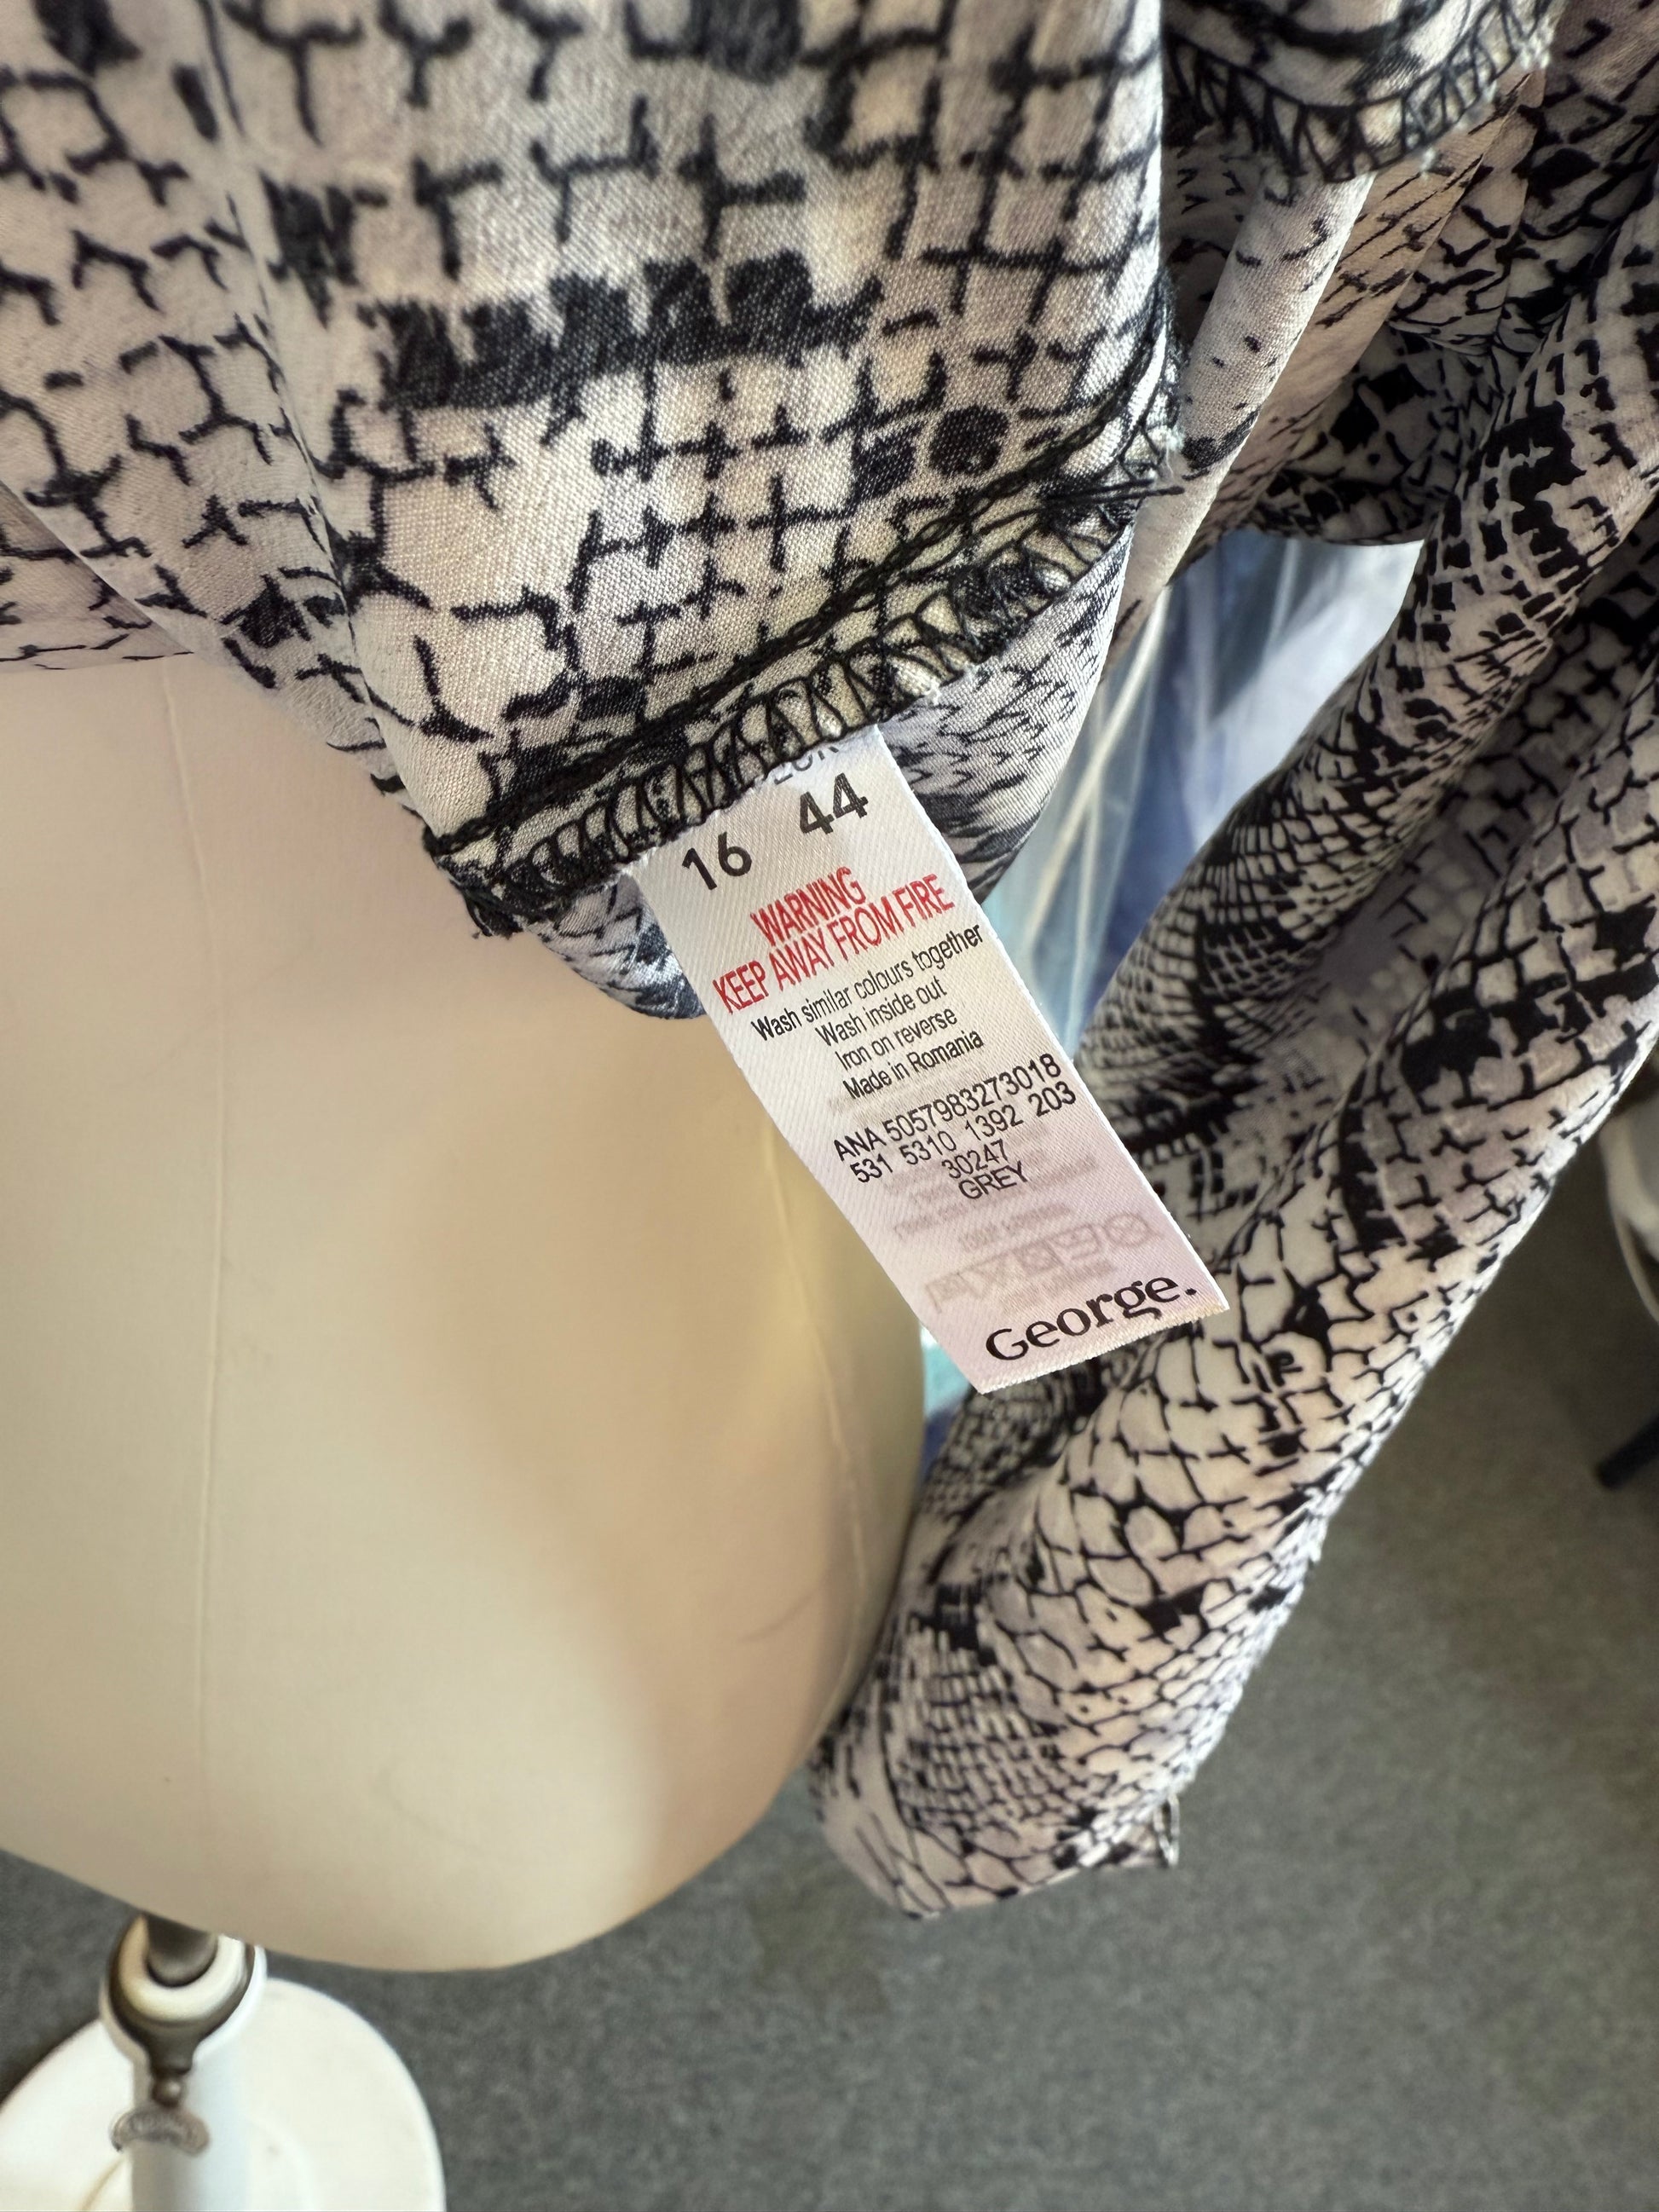 16 44
WARNING
KEEP AWAY FROM FIRE
Wash similar colours together
Wash inside out
Iron on reverse
Made in Romania
ANA 5057983273018
531 5310 1392 203
30247
GREY
George.